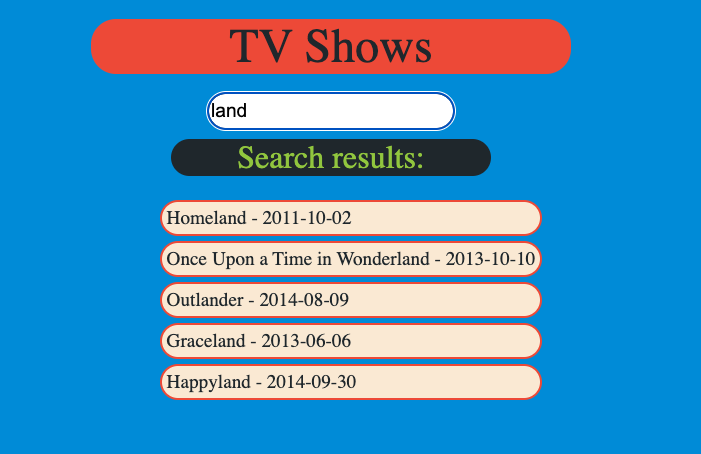 TV Shows
land
Search results:
Homeland - 2011-10-02
Once Upon a Time in Wonderland - 2013-10-10
Outlander - 2014-08-09
Graceland - 2013-06-06
Happyland - 2014-09-30